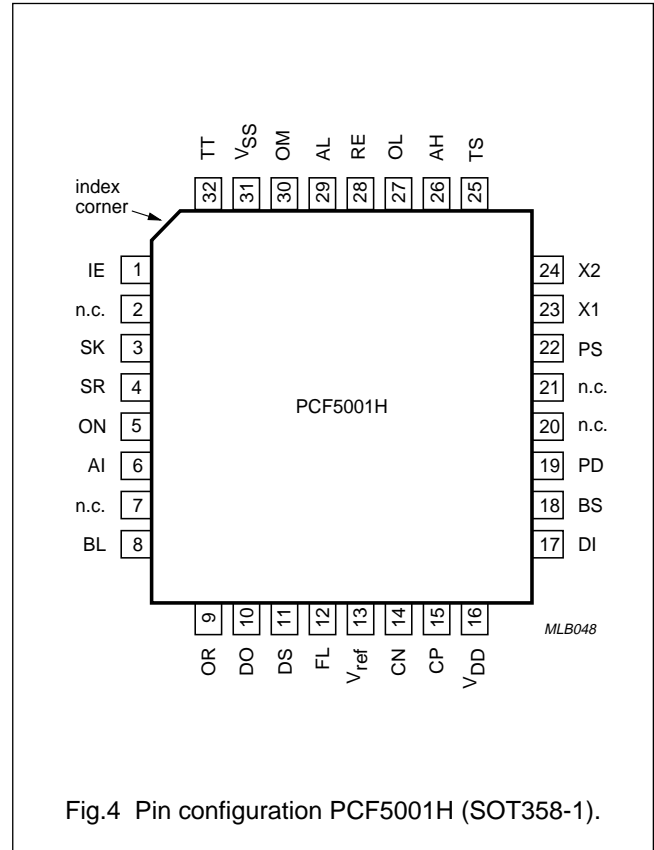 TT VSS OM AL RE OL AH TS
32 31 30 29 28 27 26 25
index
corner
IE 1
n.c. 2
SK 3
SR 4
ON 5
AI 6
n.c. 7
BL 8
PCF5001H
24 X2
23 X1
22 PS
21 n.c.
20 n.c.
19 PD
18 BS
17 DI
9 10 11 12 13 14 15 16
OR DO DS FL Vref CN CP VDD
MLB048
Fig.4 Pin configuration PCF5001H (SOT358-1).